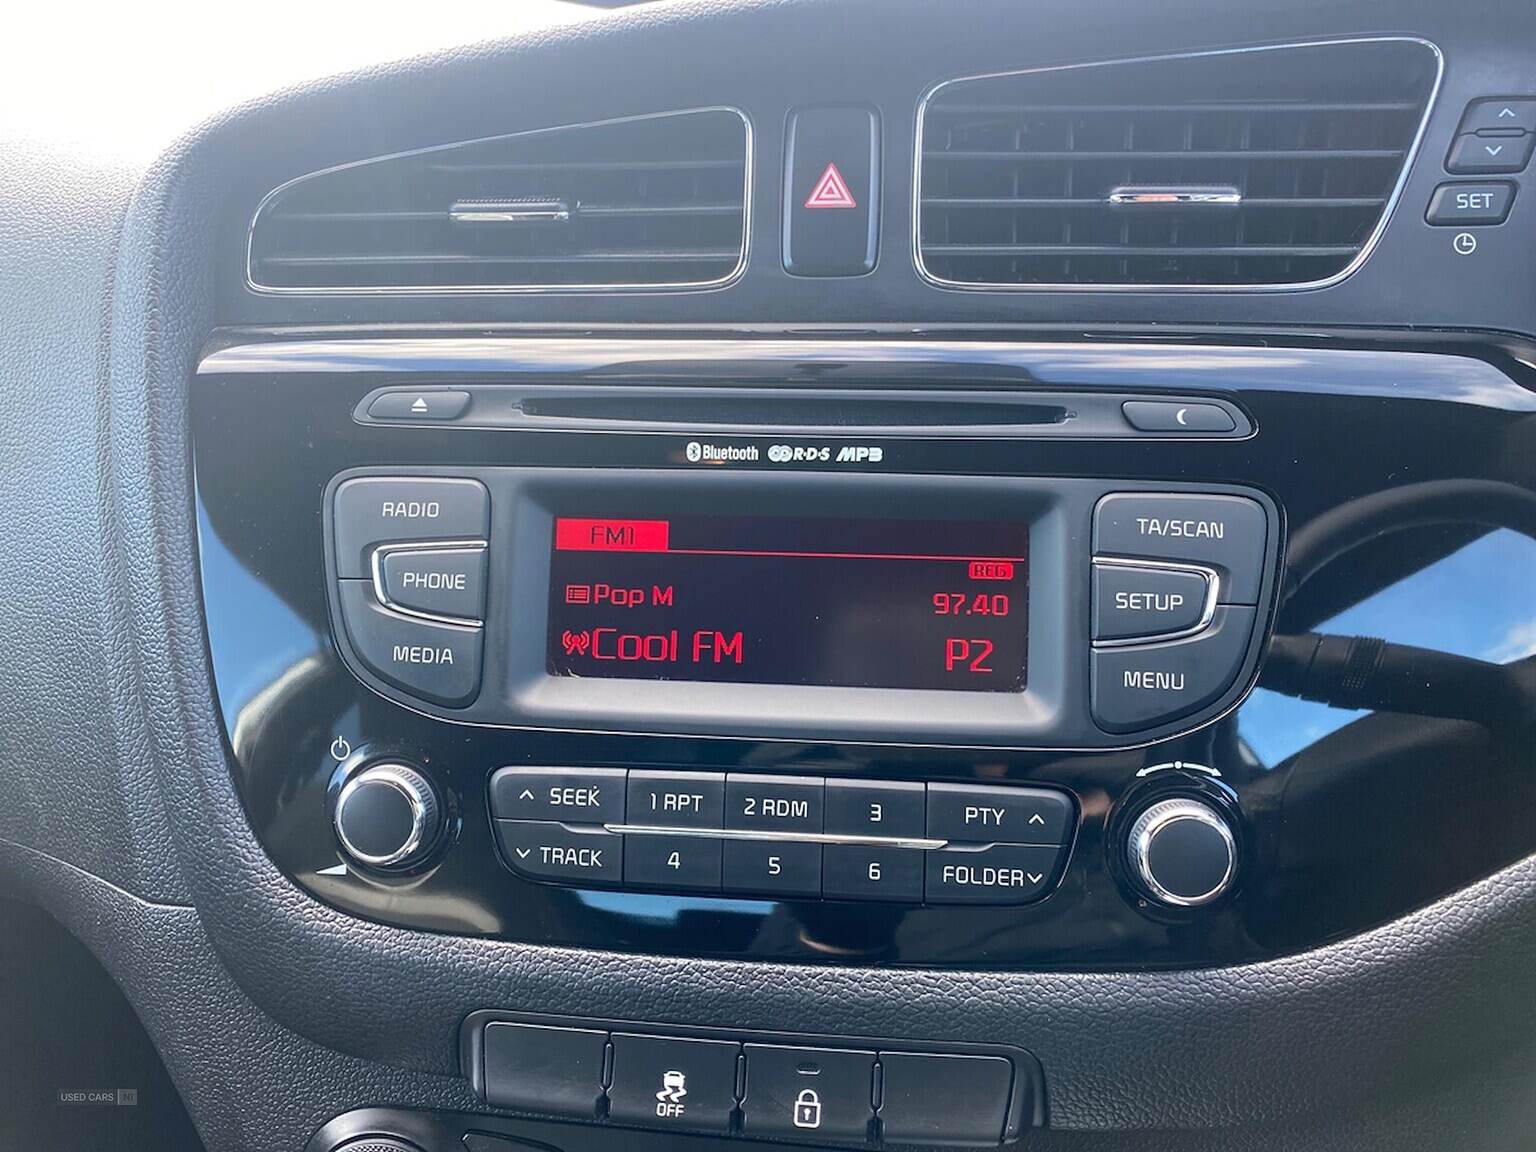 SET
Bluetooth R·D·S MP3
RADIO
PHONE
MEDIA
FM1
REG
Pop M
97.40
Cool FM
P2
TA/SCAN
SETUP
MENU
SEEK
1 RPT
2 RDM
3
PTY
TRACK
4
5
6
FOLDER
OFF
USED CARS NI